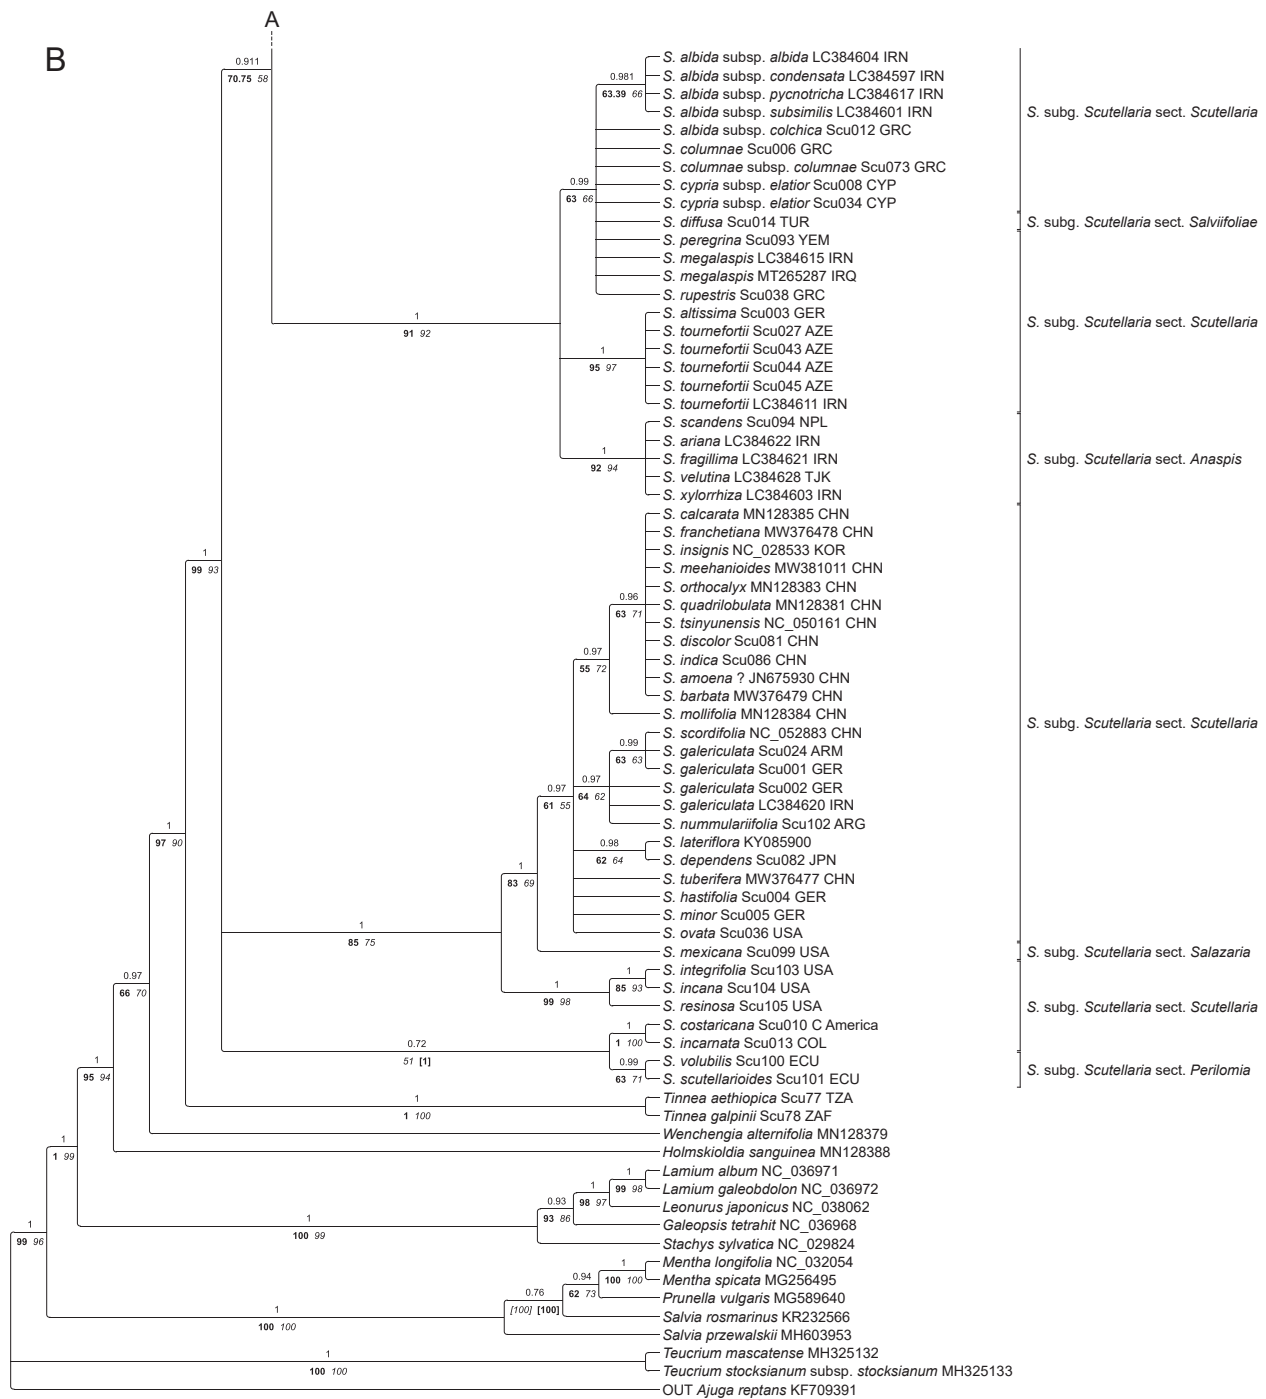 A
B
0.911
70.75 58
S. albida subsp. albida LC384604 IRN
0.981
S. albida subsp. condensata LC384597 IRN
63.39 66
S. albida subsp. pycnotricha LC384617 IRN
S. albida subsp. subsimilis LC384601 IRN
S. subg. Scutellaria sect. Scutellaria
S. albida subsp. colchica Scu012 GRC
S. columnae Scu006 GRC
S. columnae subsp. columnae Scu073 GRC
0.99
63 66
S. cypria subsp. elatior Scu008 CYP
S. cypria subsp. elatior Scu034 CYP
S. diffusa Scu014 TUR
S. subg. Scutellaria sect. Salviifoliae
S. peregrina Scu093 YEM
S. megalaspis LC384615 IRN
S. megalaspis MT265287 IRQ
S. rupestris Scu038 GRC
S. altissima Scu003 GER
1
91 92
S. subg. Scutellaria sect. Scutellaria
S. tournefortii Scu027 AZE
S. tournefortii Scu043 AZE
1
95 97
S. tournefortii Scu044 AZE
S. tournefortii Scu045 AZE
S. tournefortii LC384611 IRN
S. scandens Scu094 NPL
S. ariana LC384622 IRN
1
92 94
S. fragillima LC384621 IRN
S. subg. Scutellaria sect. Anaspis
S. velutina LC384628 TJK
S. xylorrhiza LC384603 IRN
S. calcarata MN128385 CHN
S. franchetiana MW376478 CHN
1
99 93
S. insignis NC_028533 KOR
S. meehanioides MW381011 CHN
S. orthocalyx MN128383 CHN
0.96
63 71
S. quadrilobulata MN128381 CHN
S. tsinyunensis NC_050161 CHN
S. discolor Scu081 CHN
0.97
55 72
S. indica Scu086 CHN
S. amoena ? JN675930 CHN
S. barbata MW376479 CHN
S. mollifolia MN128384 CHN
S. subg. Scutellaria sect. Scutellaria
S. scordifolia NC_052883 CHN
0.99
63 63
S. galericulata Scu024 ARM
S. galericulata Scu001 GER
0.97
64 62
S. galericulata Scu002 GER
0.97
61 55
S. galericulata LC384620 IRN
S. nummulariifolia Scu102 ARG
1
97 90
S. lateriflora KY085900
0.98
62 64
S. dependens Scu082 JPN
1
83 69
S. tuberifera MW376477 CHN
S. hastifolia Scu004 GER
S. minor Scu005 GER
1
85 75
S. ovata Scu036 USA
S. mexicana Scu099 USA
S. subg. Scutellaria sect. Salazaria
0.97
66 70
S. integrifolia Scu103 USA
1
85 93
S. incana Scu104 USA
1
99 98
S. resinosa Scu105 USA
S. subg. Scutellaria sect. Scutellaria
S. costaricana Scu010 C America
1
1 100
S. incarnata Scu013 COL
0.72
51 [1]
S. volubilis Scu100 ECU
0.99
63 71
S. scutellarioides Scu101 ECU
S. subg. Scutellaria sect. Perilomia
1
95 94
Tinnea aethiopica Scu77 TZA
1
1 100
Tinnea galpinii Scu78 ZAF
Wenchengia alternifolia MN128379
1
1 99
Holmskioldia sanguinea MN128388
Lamium album NC_036971
1
99 98
Lamium galeobdolon NC_036972
1
98 97
Leonurus japonicus NC_038062
0.93
93 86
Galeopsis tetrahit NC_036968
1
100 99
Stachys sylvatica NC_029824
1
99 96
Mentha longifolia NC_032054
1
100 100
Mentha spicata MG256495
0.94
62 73
Prunella vulgaris MG589640
0.76
[100] [100]
Salvia rosmarinus KR232566
1
100 100
Salvia przewalskii MH603953
Teucrium mascatense MH325132
1
100 100
Teucrium stocksianum subsp. stocksianum MH325133
OUT Ajuga reptans KF709391